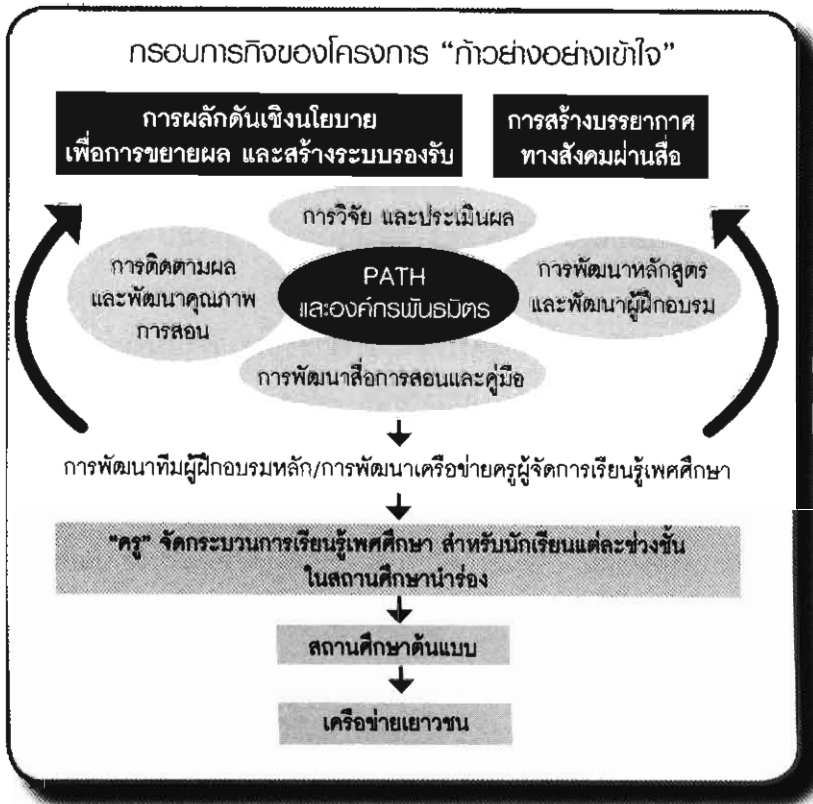 กรอบภารกิจของโครงการ “ก้าวย่างอย่างเข้าใจ”
การผลักดันเชิงนโยบาย
เพื่อการขยายผล และสร้างระบบรองรับ
การสร้างบรรยากาศ
ทางสังคมผ่านสื่อ
การวิจัย และประเมินผล
การติดตามผล
และพัฒนาคุณภาพ
การสอน
PATH
และองค์กรพันธมิตร
การพัฒนาหลักสูตร
และพัฒนาผู้ฝึกอบรม
การพัฒนาสื่อการสอนและคู่มือ
การพัฒนาทีมผู้ฝึกอบรมหลัก/การพัฒนาเครือข่ายครูผู้จัดการเรียนรู้เพศศึกษา
“ครู” จัดกระบวนการเรียนรู้เพศศึกษา สำหรับนักเรียนแต่ละช่วงชั้น
ในสถานศึกษานำร่อง
สถานศึกษาต้นแบบ
เครือข่ายเยาวชน